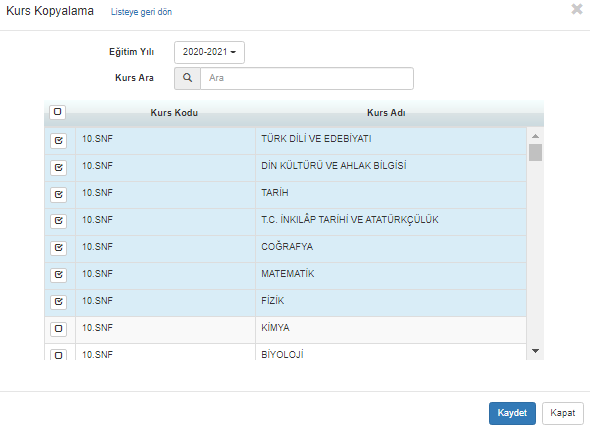 Kurs Kopyalama Listeye geri dön
Eğitim Yılı 2020-2021
Kurs Ara Ara
Kurs Kodu Kurs Adı
10.SNF TÜRK DİLİ VE EDEBİYATI
10.SNF DİN KÜLTÜRÜ VE AHLAK BİLGİSİ
10.SNF TARİH
10.SNF T.C. İNKILÂP TARİHİ VE ATATÜRKÇÜLÜK
10.SNF COĞRAFYA
10.SNF MATEMATİK
10.SNF FİZİK
10.SNF KİMYA
10.SNF BİYOLOJİ
Kaydet Kapat